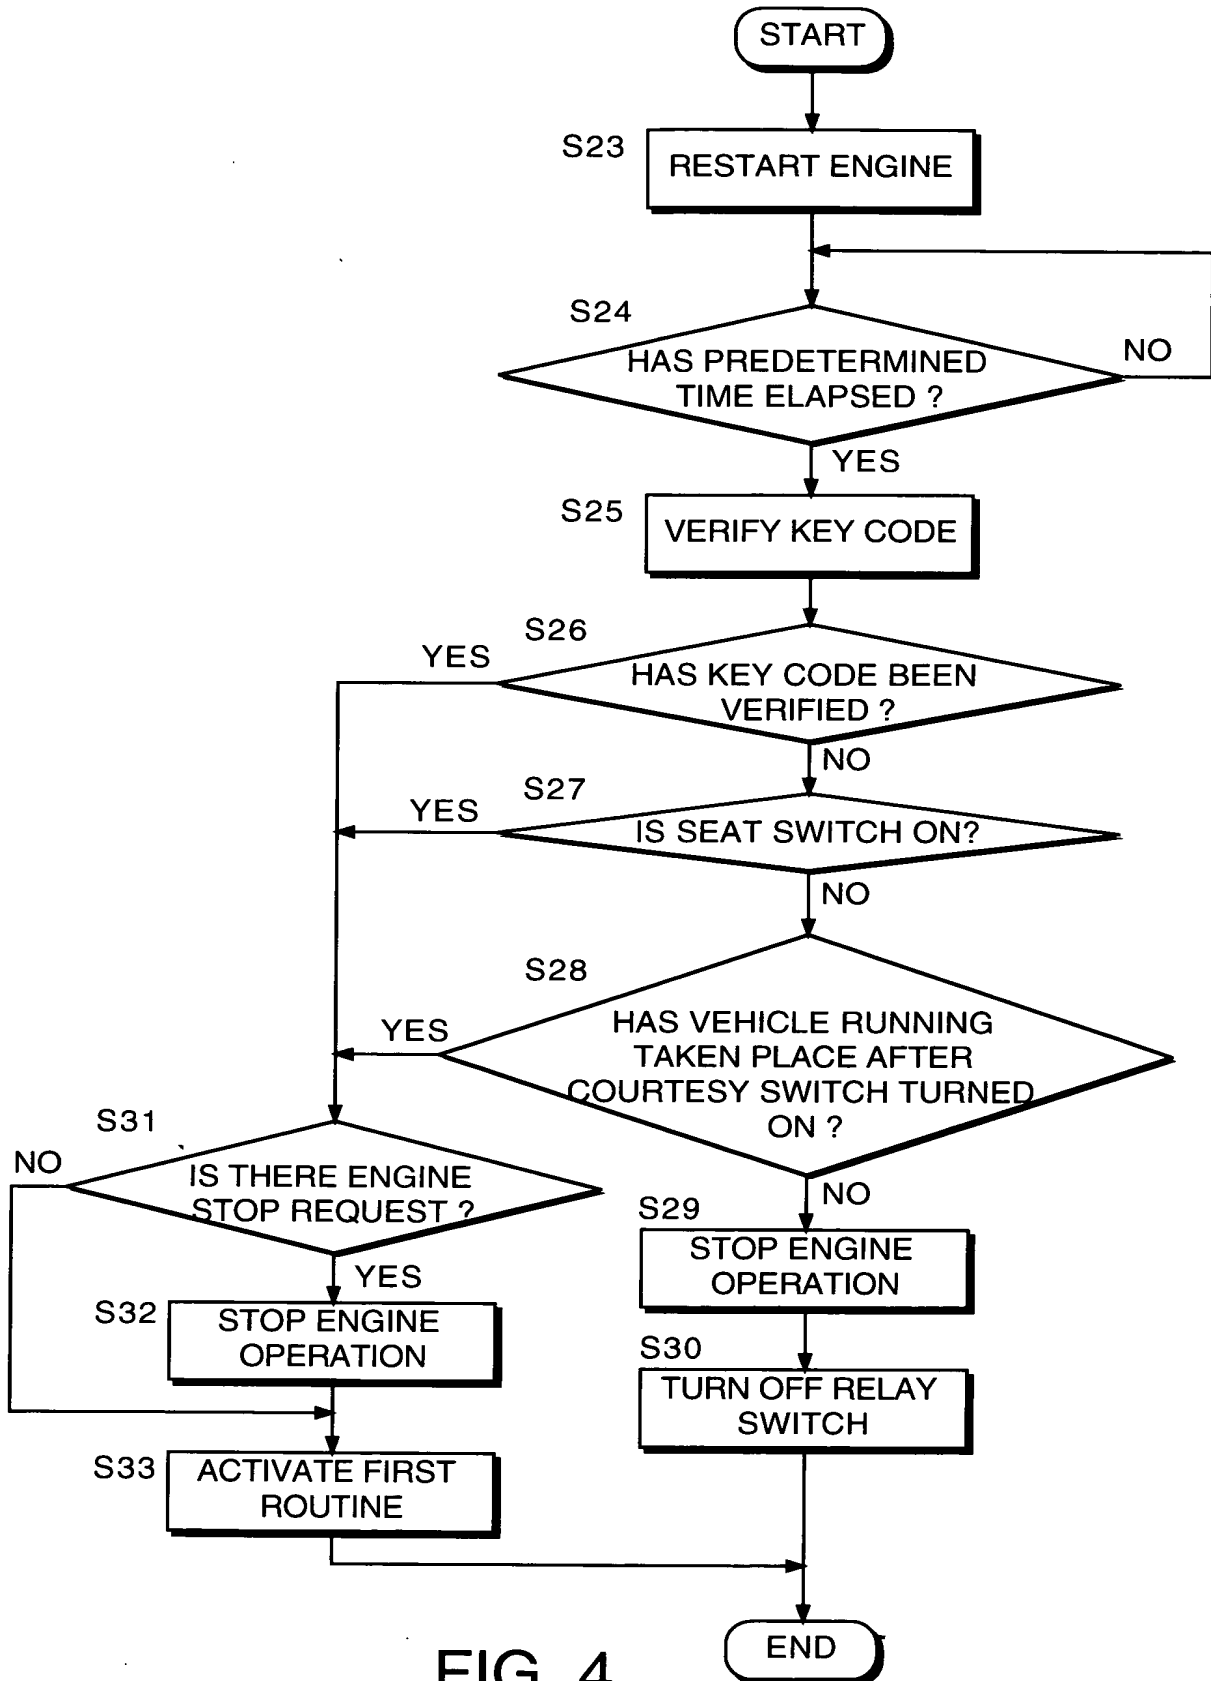 START
S23
RESTART ENGINE
S24
HAS PREDETERMINED
TIME ELAPSED ?
NO
YES
S25
VERIFY KEY CODE
S26
YES
HAS KEY CODE BEEN
VERIFIED ?
NO
S27
YES
IS SEAT SWITCH ON?
NO
S28
YES
HAS VEHICLE RUNNING
TAKEN PLACE AFTER
COURTESY SWITCH TURNED
ON ?
NO
S31
NO
IS THERE ENGINE
STOP REQUEST ?
YES
S29
STOP ENGINE
OPERATION
S32
STOP ENGINE
OPERATION
S30
TURN OFF RELAY
SWITCH
S33
ACTIVATE FIRST
ROUTINE
END
FIG. 4